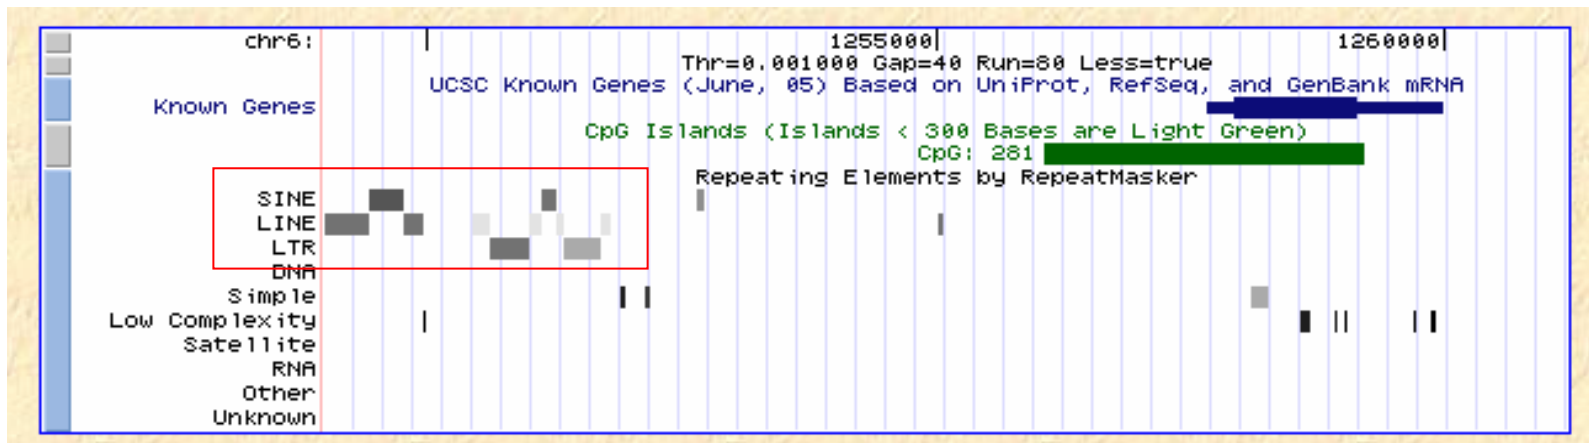 chr6: 1255000| 1260000|
Thr=0.001000 Gap=40 Run=80 Less=true
UCSC Known Genes (June, 05) Based on UniProt, RefSeq, and GenBank mRNA
Known Genes
CpG Islands (Islands < 300 Bases are Light Green)
CpG: 281
Repeating Elements by RepeatMasker
SINE
LINE
LTR
DNA
Simple
Low Complexity
Satellite
RNA
Other
Unknown